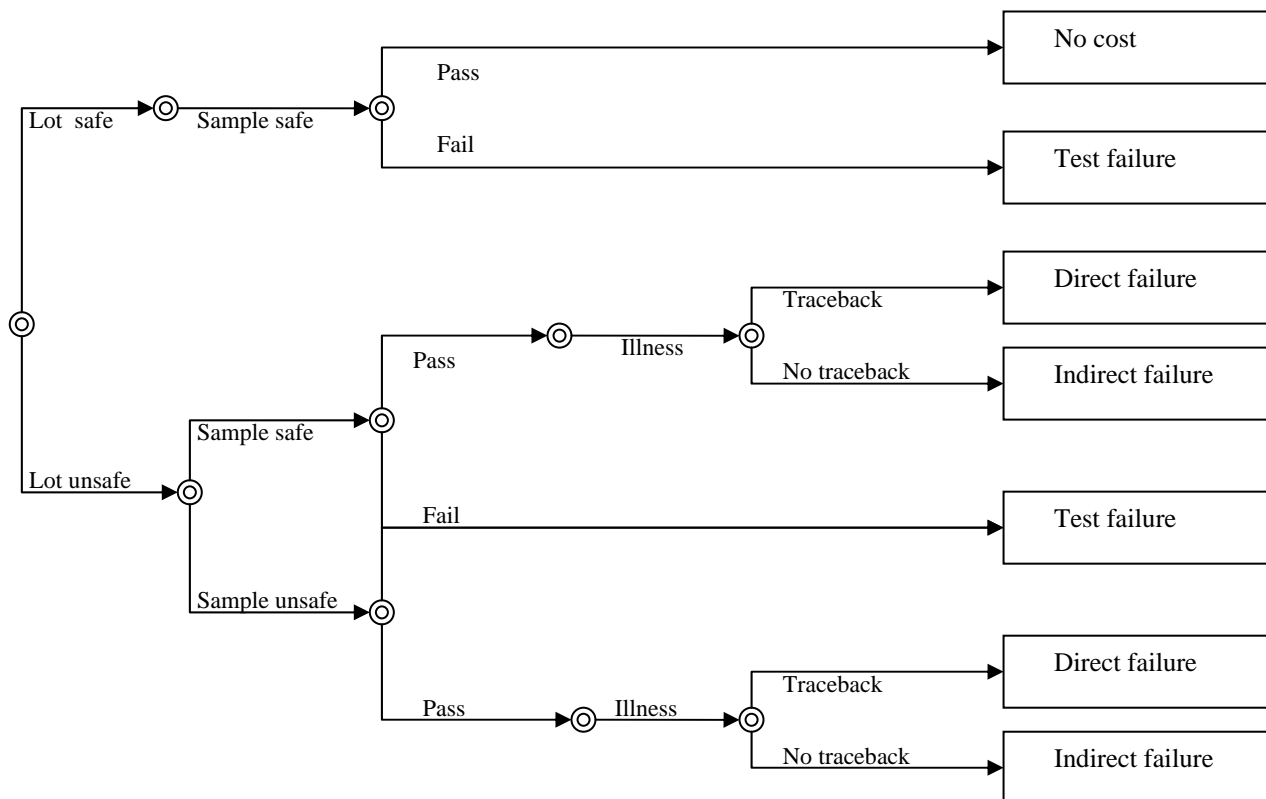 No cost
Pass
Lot safe
Sample safe
Fail
Test failure
Direct failure
Traceback
Illness
Pass
No traceback
Indirect failure
Sample safe
Lot unsafe
Fail
Test failure
Sample unsafe
Direct failure
Traceback
Pass
Illness
No traceback
Indirect failure